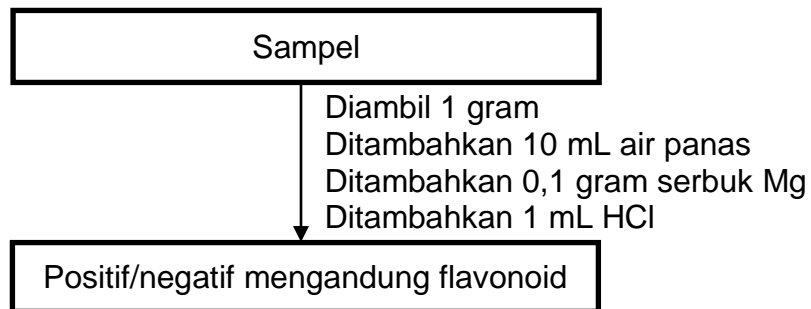 Sampel
Diambil 1 gram
Ditambahkan 10 mL air panas
Ditambahkan 0,1 gram serbuk Mg
Ditambahkan 1 mL HCl
Positif/negatif mengandung flavonoid